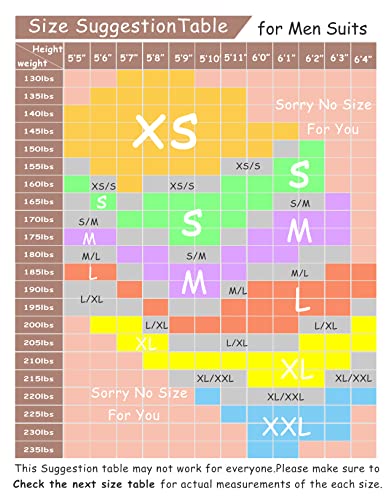 Size SuggestionTable for Men Suits
Height
weight
5'5" 5'6" 5'7" 5'8" 5'9" 5'10' 5'11" 6'0" 6'1" 6'2" 6'3" 6'4"
130lbs
135lbs
Sorry No Size
140lbs
For You
145lbs
XS
150lbs
155lbs XS/S
S
160lbs XS/S XS/S
165lbs S
170lbs S/M S S/M
175lbs M M
180lbs S/M
M/L M/L
185lbs L M
190lbs M/L L
L/XL
195lbs
200lbs L/XL L/XL
205lbs XL L/XL
210lbs XL
215lbs XL/XXL XL/XXL
220lbs Sorry No Size XL/XXL
225lbs For You
230lbs XXL
235lbs
This Suggestion table may not work for everyone.Please make sure to
Check the next size table for actual measurements of the each size.